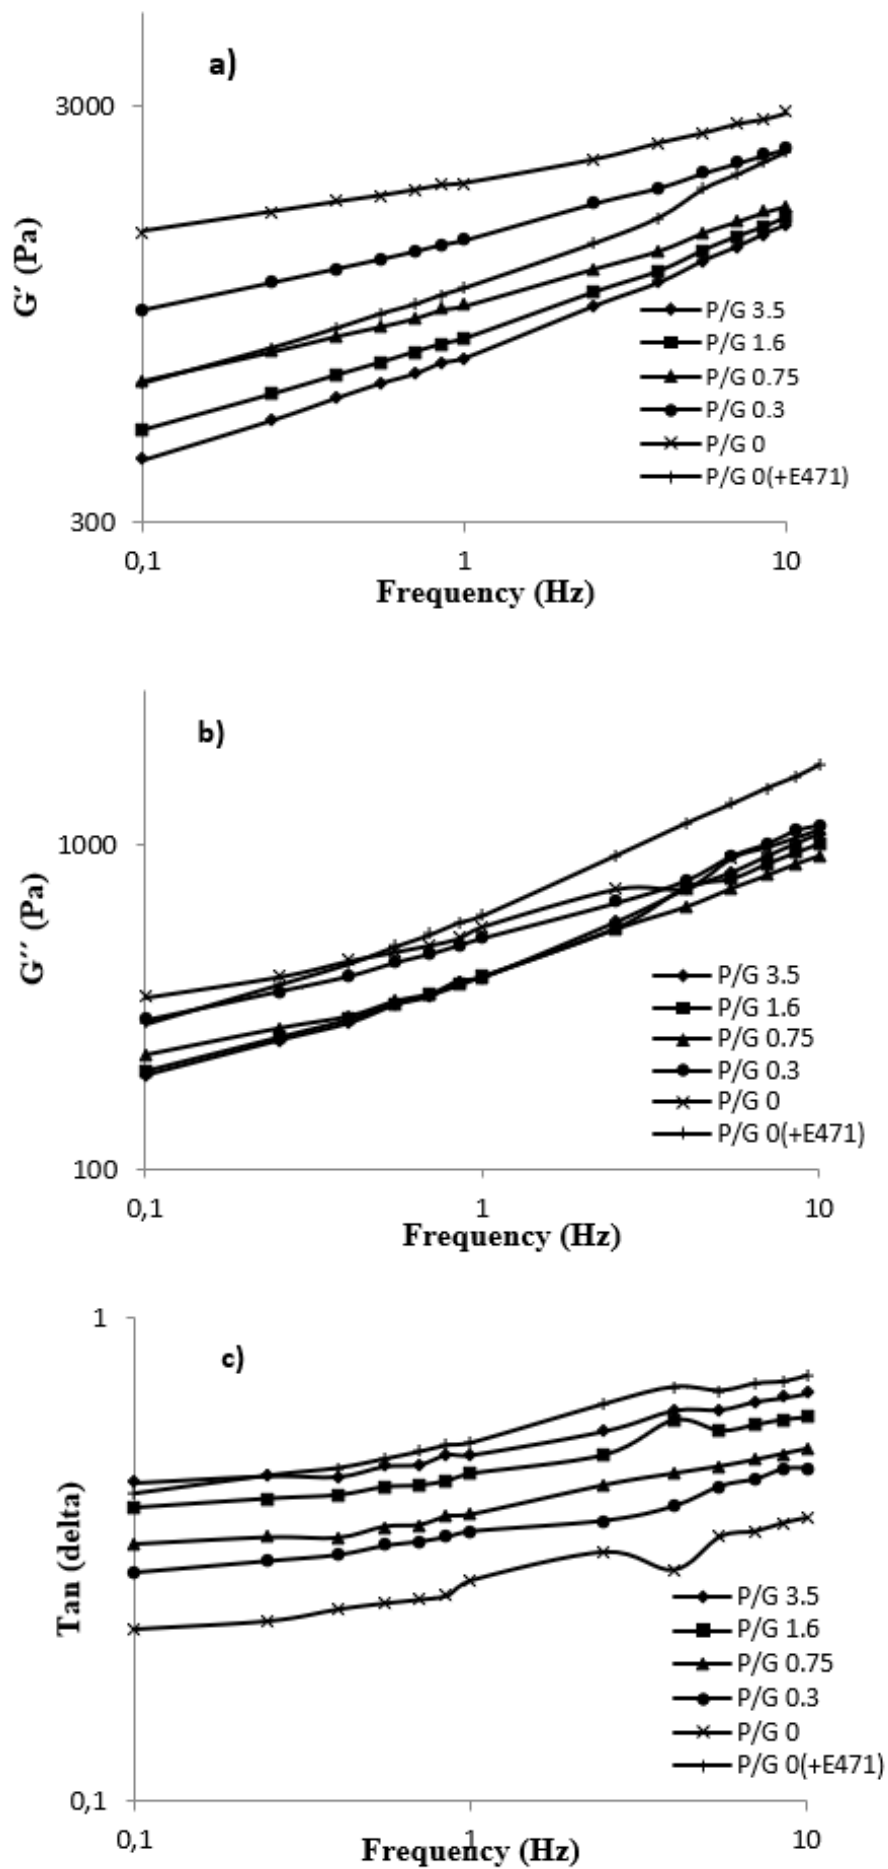 a)
3000
G′ (Pa)
P/G 3.5
P/G 1.6
P/G 0.75
P/G 0.3
P/G 0
P/G 0(+E471)
300
0,1 1 10
Frequency (Hz)
b)
1000
G′′ (Pa)
P/G 3.5
P/G 1.6
P/G 0.75
P/G 0.3
P/G 0
P/G 0(+E471)
100
0,1 1 10
Frequency (Hz)
1
c)
Tan (delta)
P/G 3.5
P/G 1.6
P/G 0.75
P/G 0.3
P/G 0
P/G 0(+E471)
0,1
0,1 1 10
Frequency (Hz)